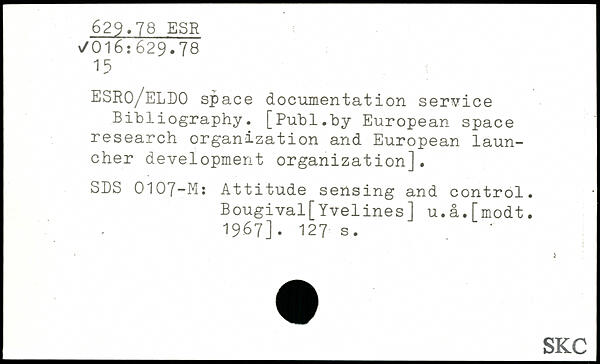 629.78 ESR
✓016:629.78
15
ESRO/ELDO space documentation service
Bibliography. [Publ.by European space
research organization and European laun-
cher development organization].
SDS 0107-M: Attitude sensing and control.
Bougival[Yvelines] u.å.[modt.
1967]. 127 s.
SKC